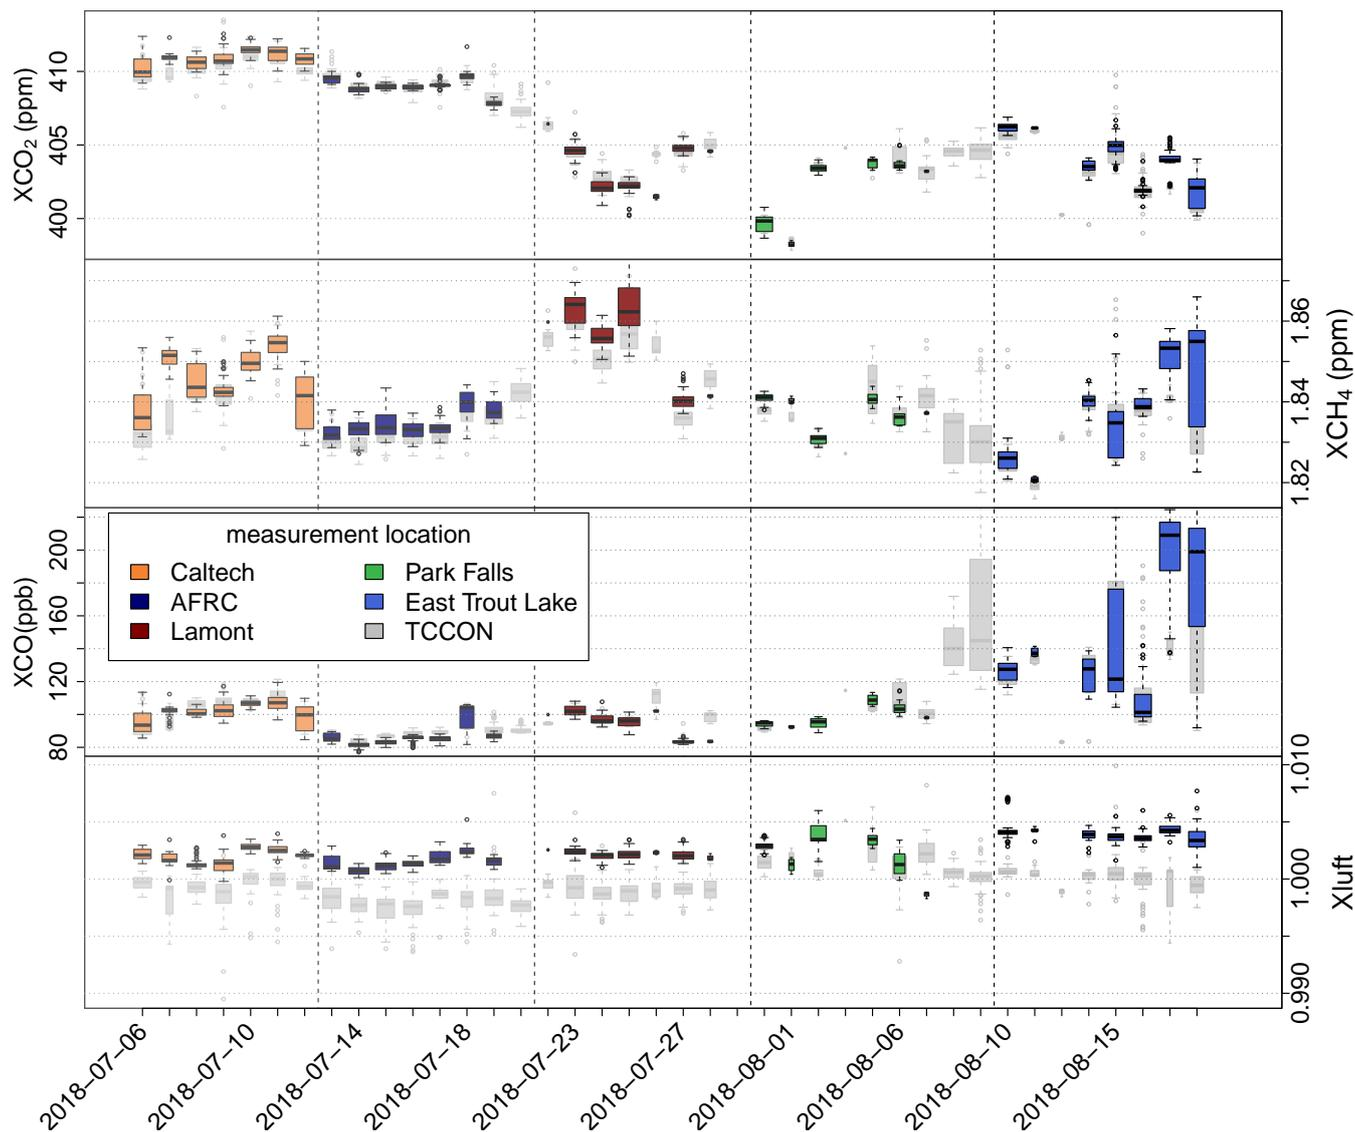 XCO2 (ppm)
410
405
400
XCH4 (ppm)
1.86
1.84
1.82
XCO(ppb)
200
160
120
80
measurement location
Caltech
Park Falls
AFRC
East Trout Lake
Lamont
TCCON
Xluft
1.010
1.000
0.990
2018−07−06
2018−07−10
2018−07−14
2018−07−18
2018−07−23
2018−07−27
2018−08−01
2018−08−06
2018−08−10
2018−08−15